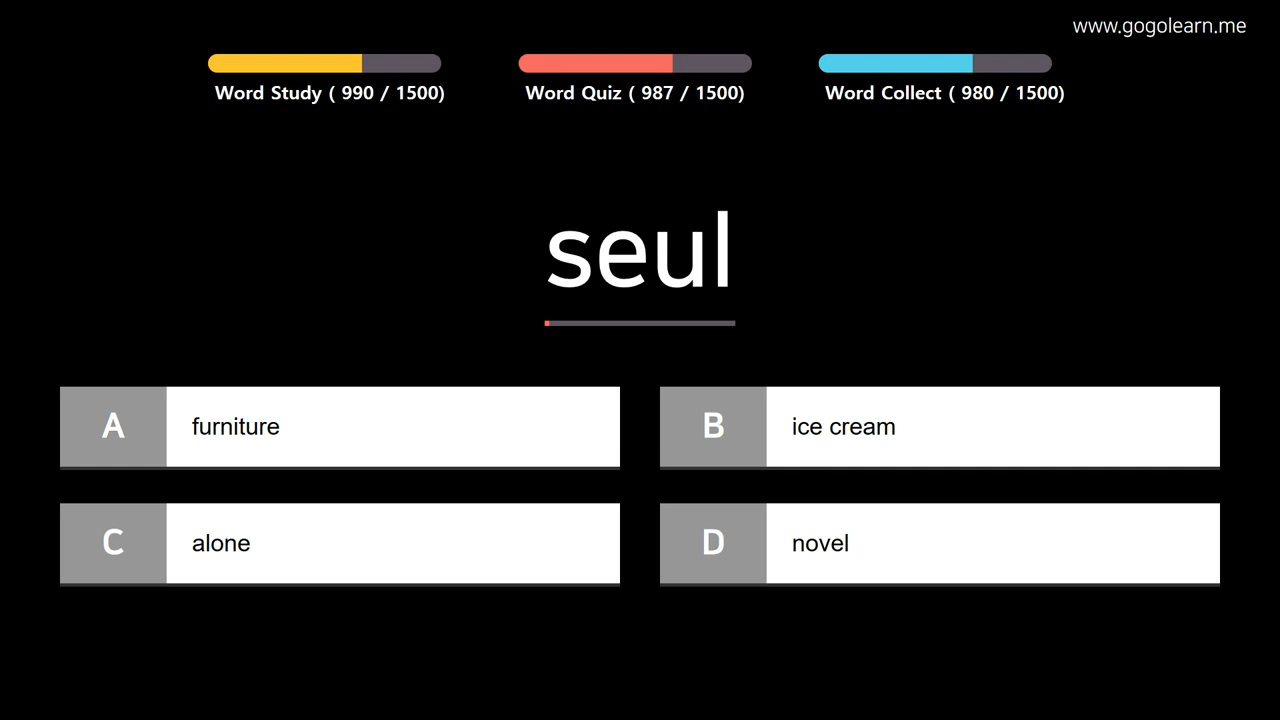 www.gogolearn.me
Word Study ( 990 / 1500)
Word Quiz ( 987 / 1500)
Word Collect ( 980 / 1500)
seul
A furniture
B ice cream
C alone
D novel